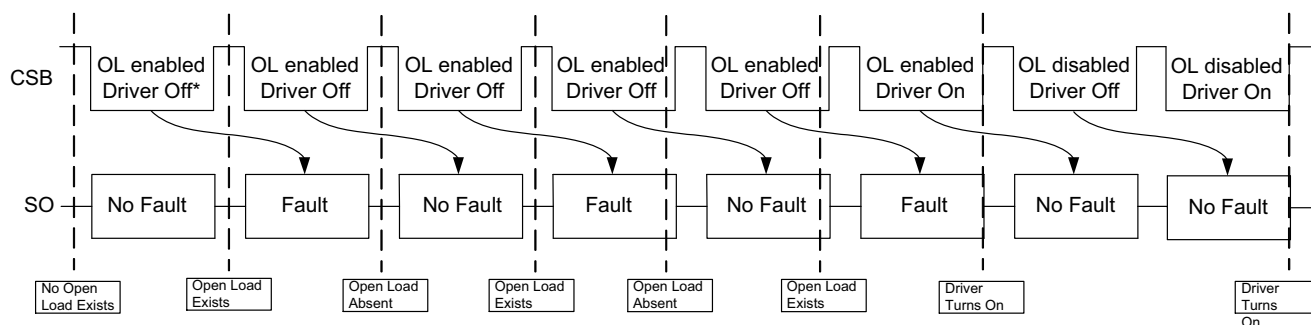 CSB
OL enabled
Driver Off*
OL enabled
Driver Off
OL enabled
Driver Off
OL enabled
Driver Off
OL enabled
Driver Off
OL enabled
Driver On
OL disabled
Driver Off
OL disabled
Driver On
SO
No Fault
Fault
No Fault
Fault
No Fault
Fault
No Fault
No Fault
No Open
Load Exists
Open Load
Exists
Open Load
Absent
Open Load
Exists
Open Load
Absent
Open Load
Exists
Driver
Turns On
Driver
Turns
On